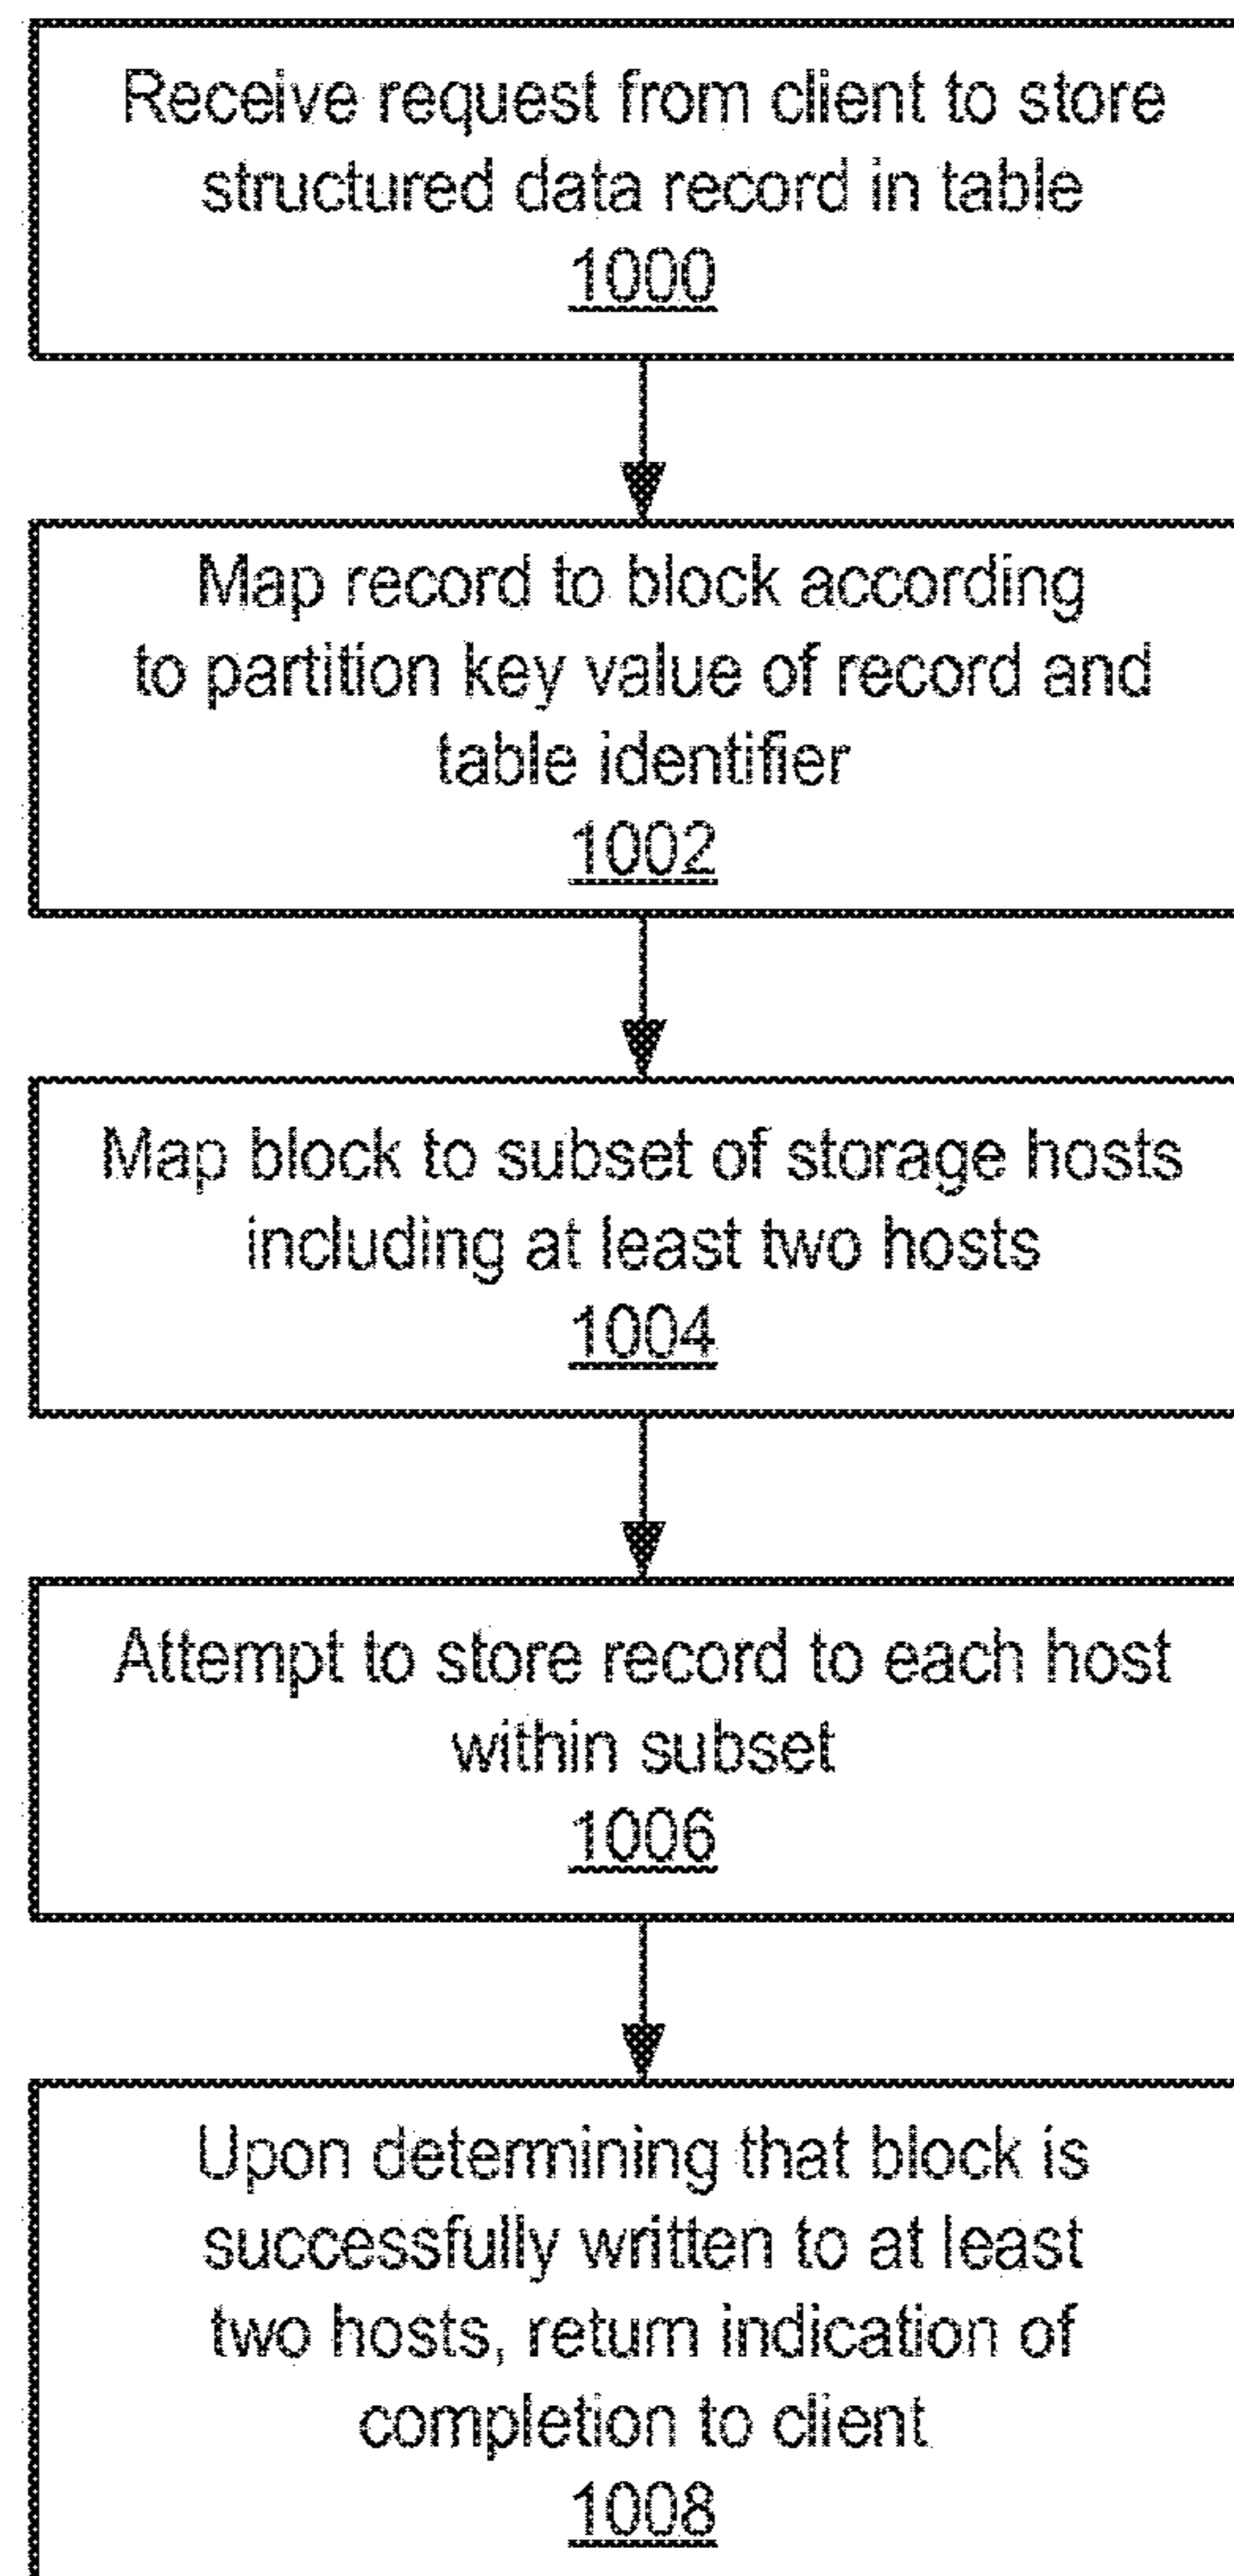 Receive request from client to store
structured data record in table
1000
Map record to block according
to partition key value of record and
table identifier
1002
Map block to subset of storage hosts
including at least two hosts
1004
Attempt to store record to each host
within subset
1006
Upon determining that block is
successfully written to at least
two hosts, return indication of
completion to client
1008